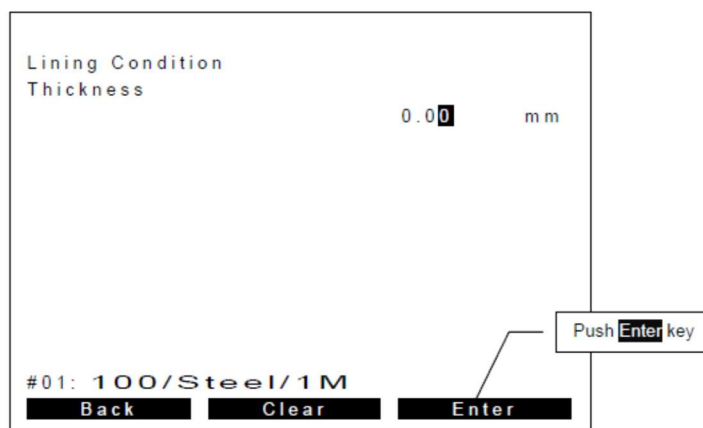 Lining Condition
Thickness
0.00 mm
Push Enter key
#01: 100/Steel/1M
Back Clear Enter